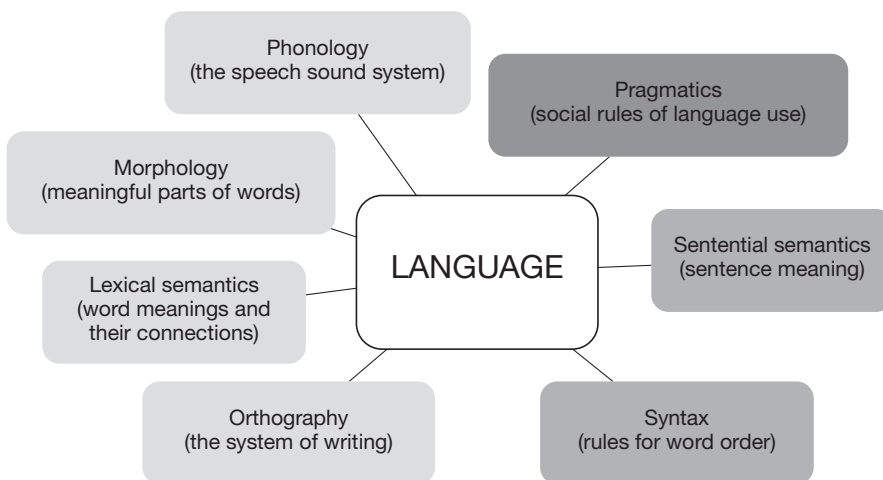 Phonology
(the speech sound system)
Pragmatics
(social rules of language use)
Morphology
(meaningful parts of words)
LANGUAGE
Sentential semantics
(sentence meaning)
Lexical semantics
(word meanings and
their connections)
Orthography
(the system of writing)
Syntax
(rules for word order)